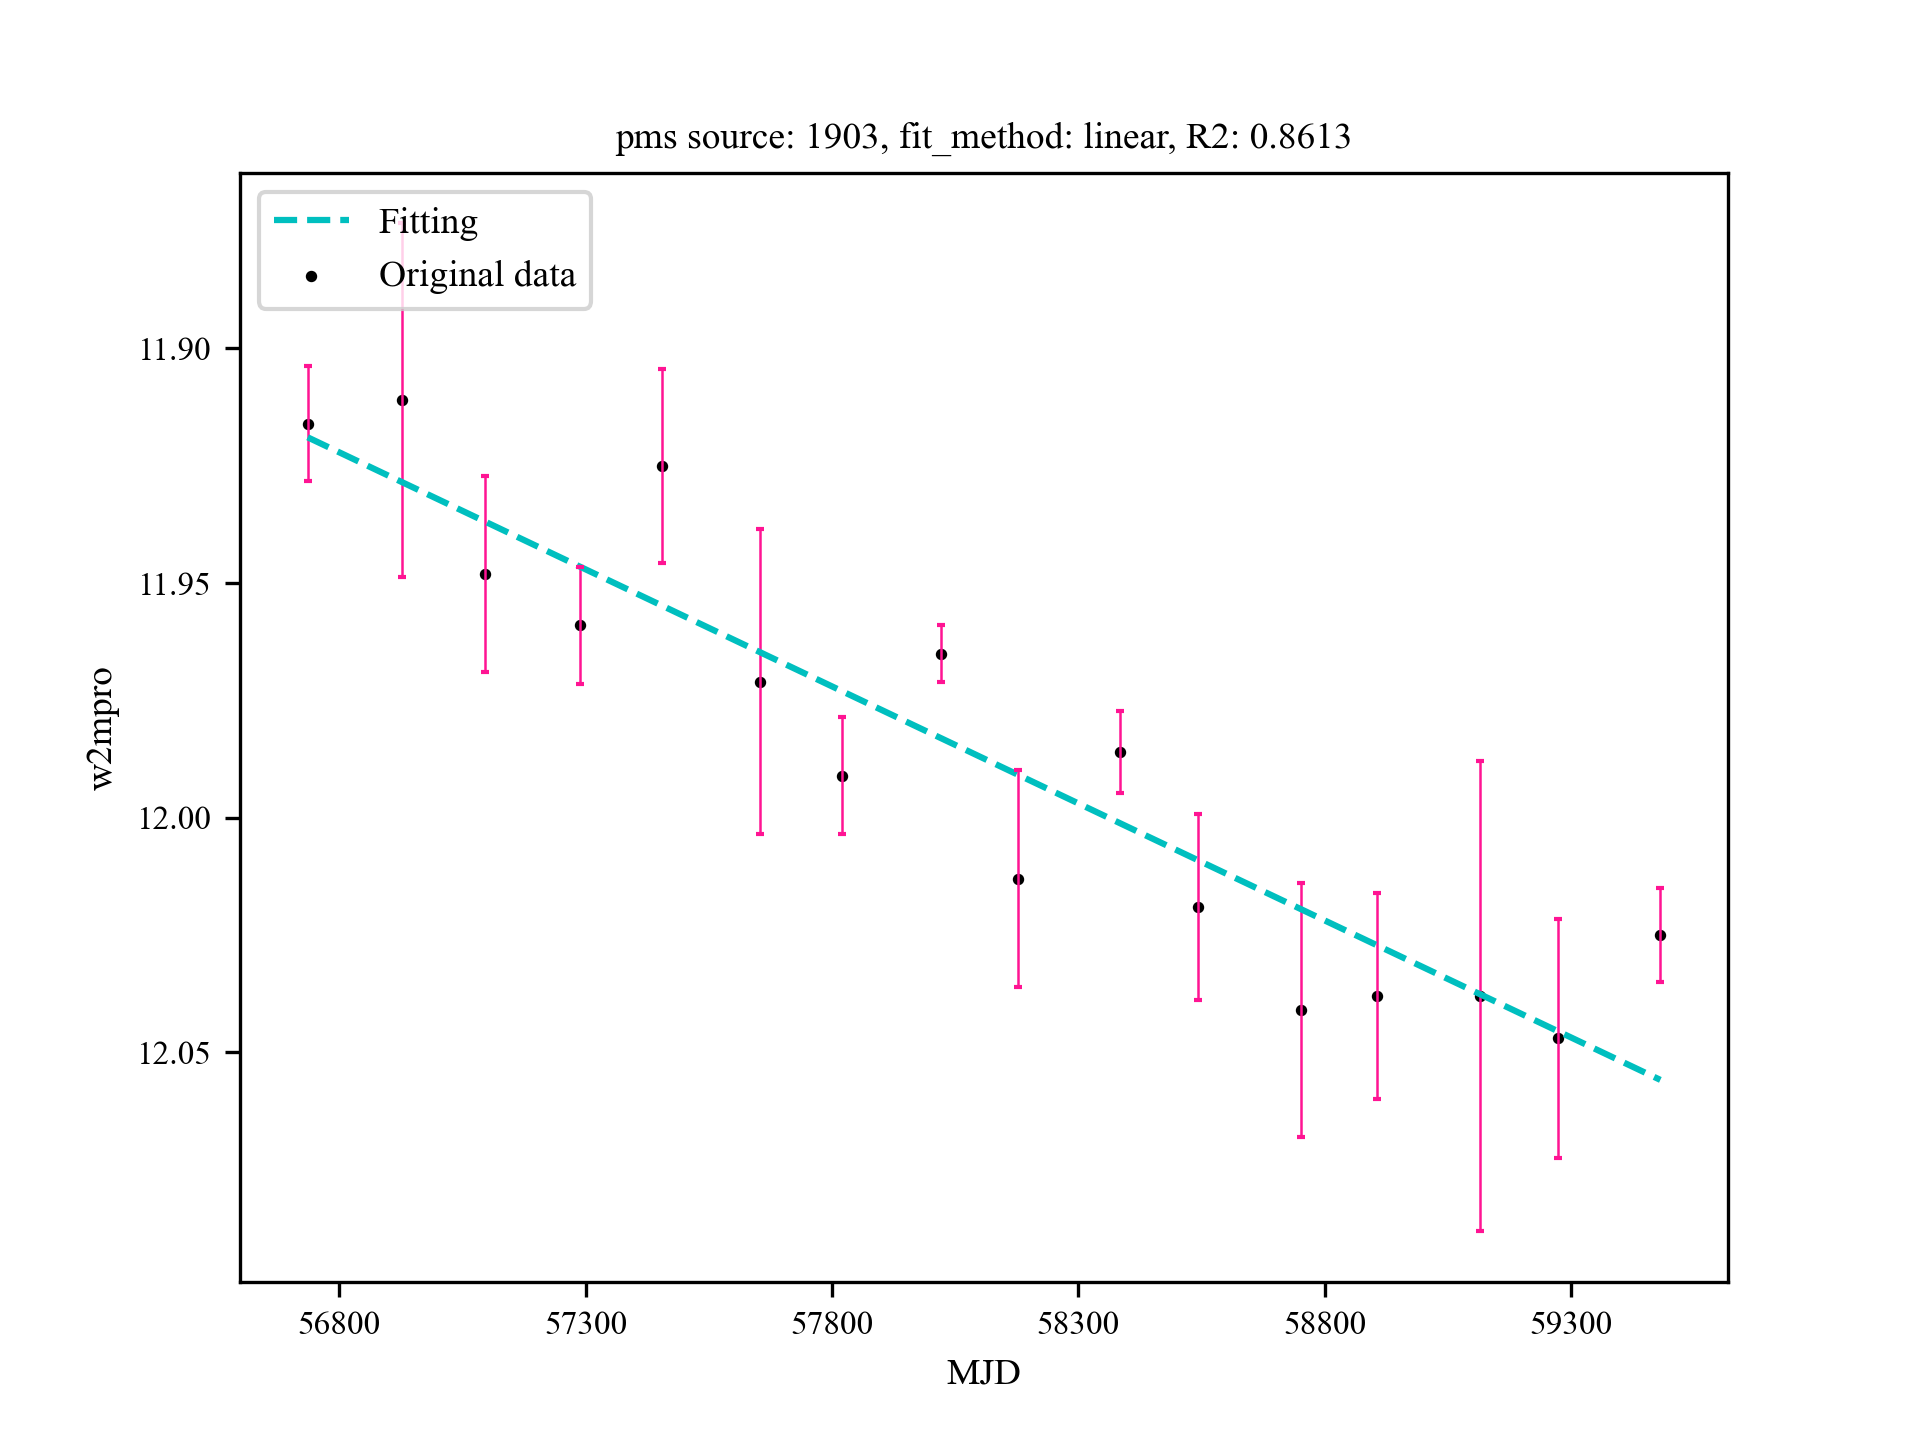 pms source: 1903, fit_method: linear, R2: 0.8613
Fitting
Original data
11.90
11.95
12.00
12.05
w2mpro
56800 57300 57800 58300 58800 59300
MJD